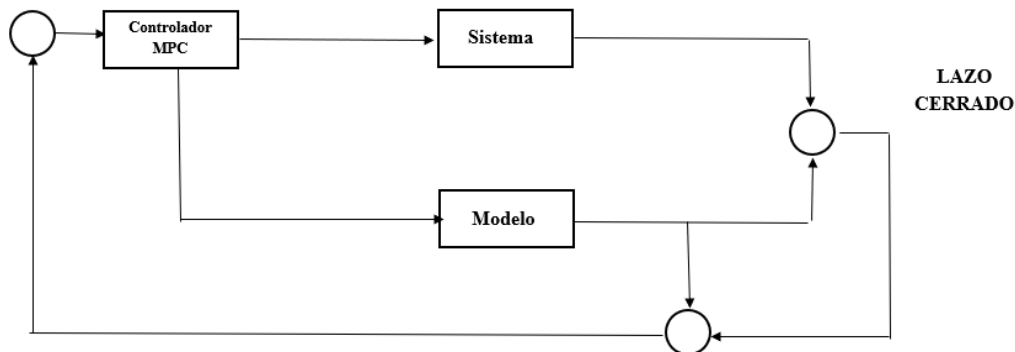 Controlador
MPC
Sistema
LAZO
CERRADO
Modelo